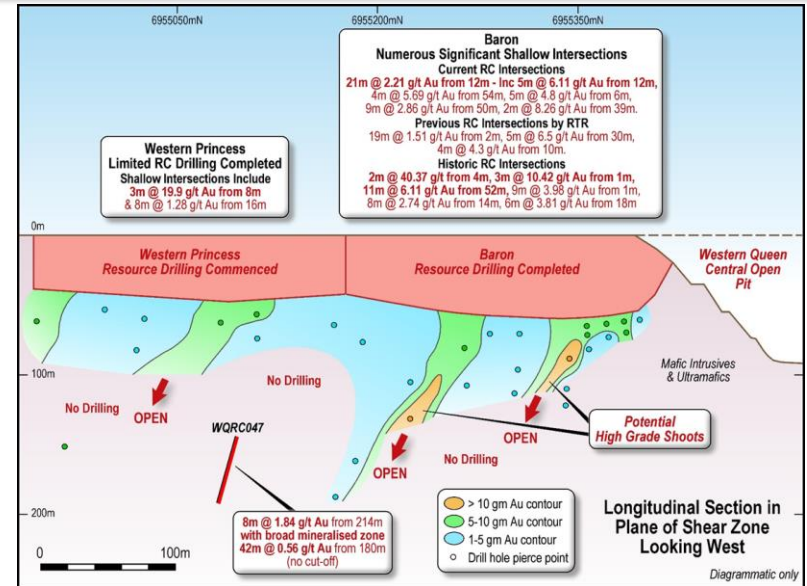 6955050mN
6955200mN
6955350mN
Baron
Numerous Significant Shallow Intersections
Current RC Intersections
21m @ 2.21 g/t Au from 12m - Inc 5m @ 6.11 g/t Au from 12m,
4m @ 5.69 g/t Au from 54m, 5m @ 4.8 g/t Au from 6m,
9m @ 2.86 g/t Au from 50m, 2m @ 8.26 g/t Au from 39m.
Previous RC Intersections by RTR
19m @ 1.51 g/t Au from 2m, 5m @ 6.5 g/t Au from 30m,
4m @ 4.3 g/t Au from 10m.
Historic RC Intersections
2m @ 40.37 g/t from 4m, 3m @ 10.42 g/t Au from 1m,
11m @ 6.11 g/t Au from 52m, 9m @ 3.98 g/t Au from 1m,
8m @ 2.74 g/t Au from 14m, 6m @ 3.81 g/t Au from 18m
Western Princess
Limited RC Drilling Completed
Shallow Intersections Include
3m @ 19.9 g/t Au from 8m
& 8m @ 1.28 g/t Au from 16m
0m
Western Princess
Resource Drilling Commenced
Baron
Resource Drilling Completed
Western Queen
Central Open
Pit
Mafic Intrusives
& Ultramafics
100m
No Drilling
No Drilling
OPEN
OPEN
OPEN
No Drilling
Potential
High Grade Shoots
WQRC047
200m
8m @ 1.84 g/t Au from 214m
with broad mineralised zone
42m @ 0.56 g/t Au from 180m
(no cut-off)
> 10 gm Au contour
5-10 gm Au contour
1-5 gm Au contour
Drill hole pierce point
Longitudinal Section in
Plane of Shear Zone
Looking West
0
100m
Diagrammatic only